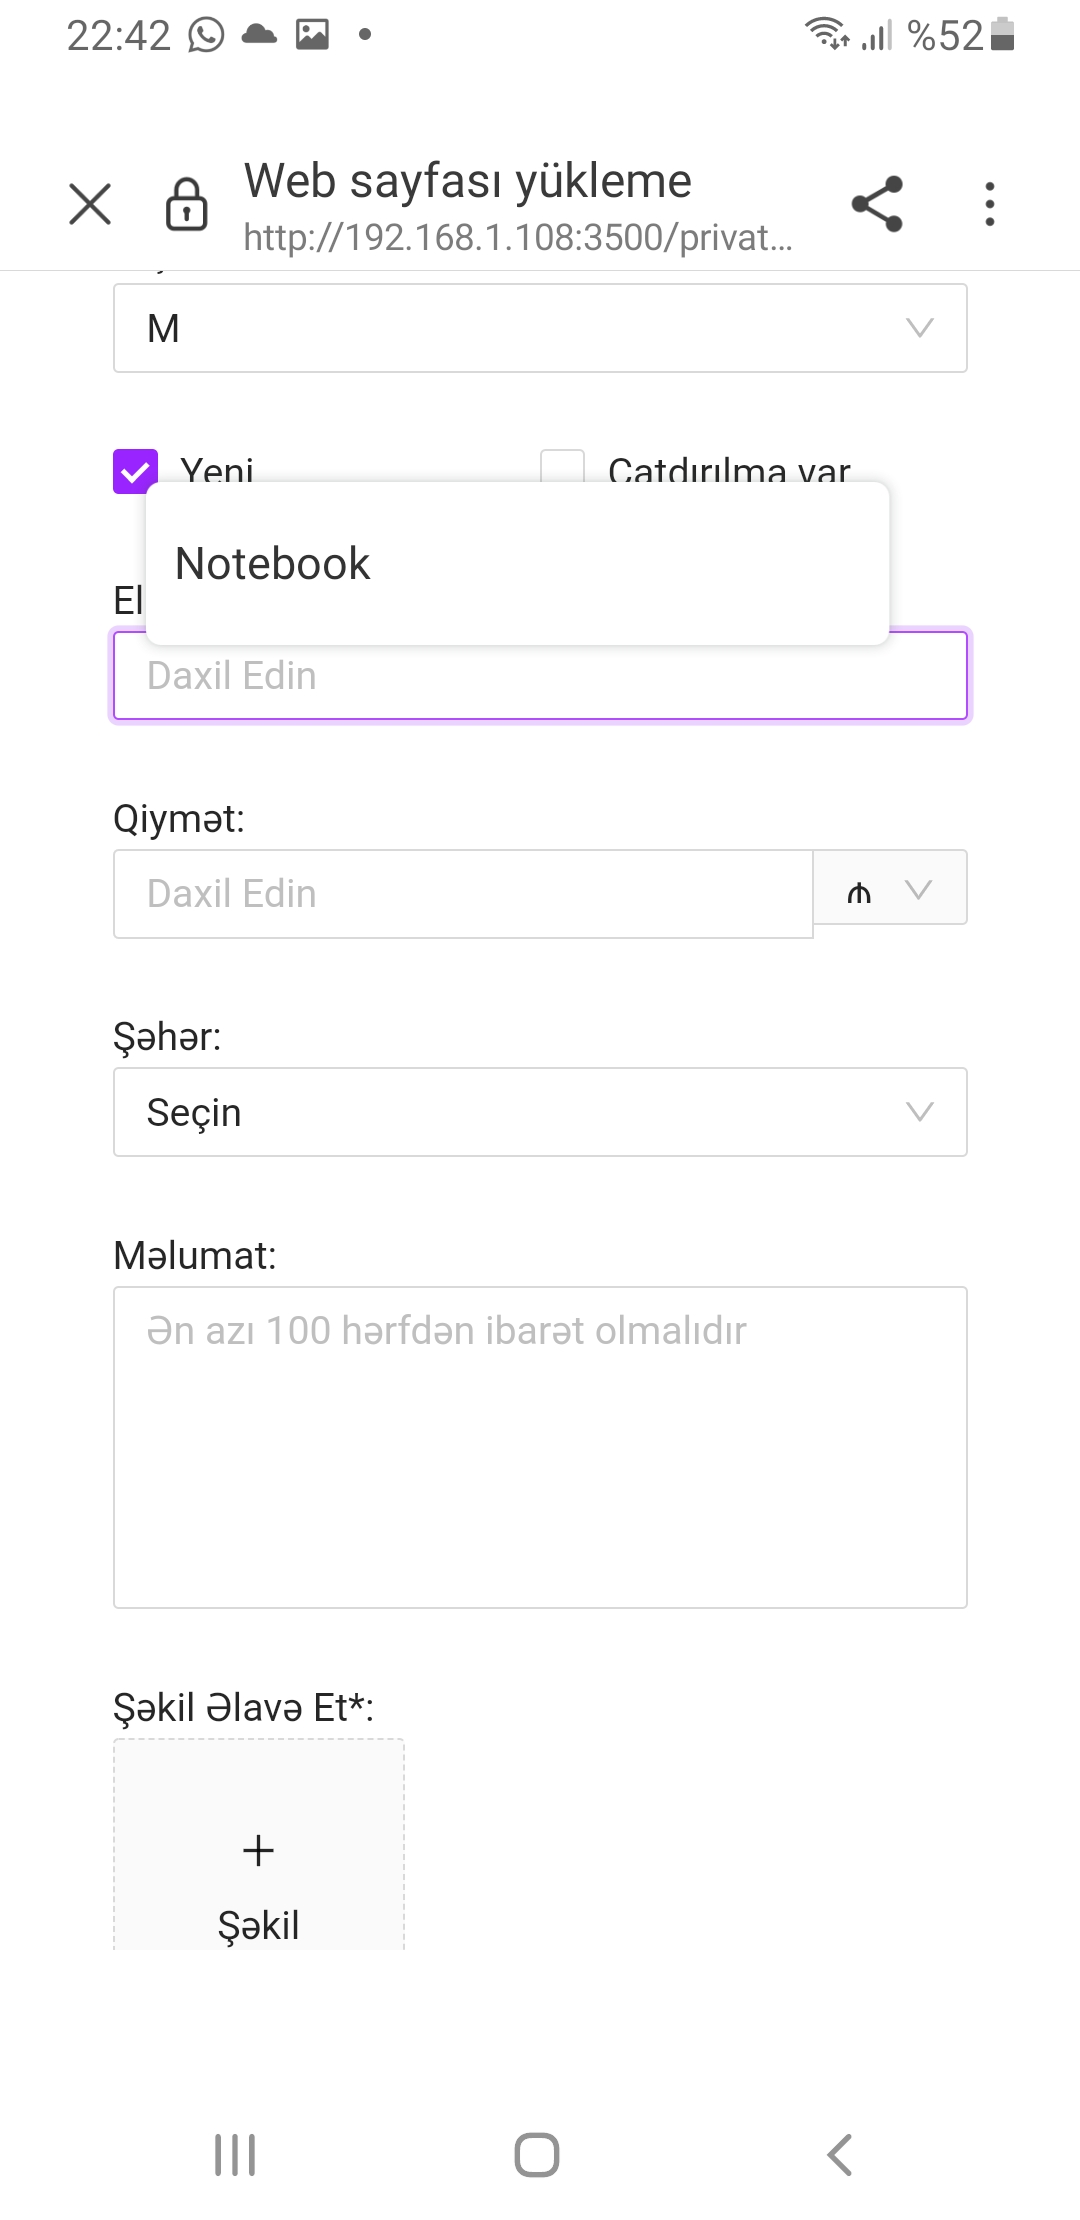 22:42
%52
Web sayfası yükleme
http://192.168.1.108:3500/privat...
M
Yeni
Çatdırılma var
Notebook
El
Daxil Edin
Qiymət:
Daxil Edin
₼
Şəhər:
Seçin
Məlumat:
Ən azı 100 hərfdən ibarət olmalıdır
Şəkil Əlavə Et*:
+
Şəkil